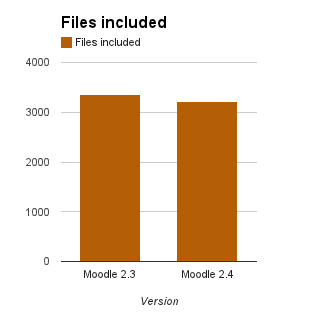 Files included
Files included
4000
3000
2000
1000
0
Moodle 2.3 Moodle 2.4
Version